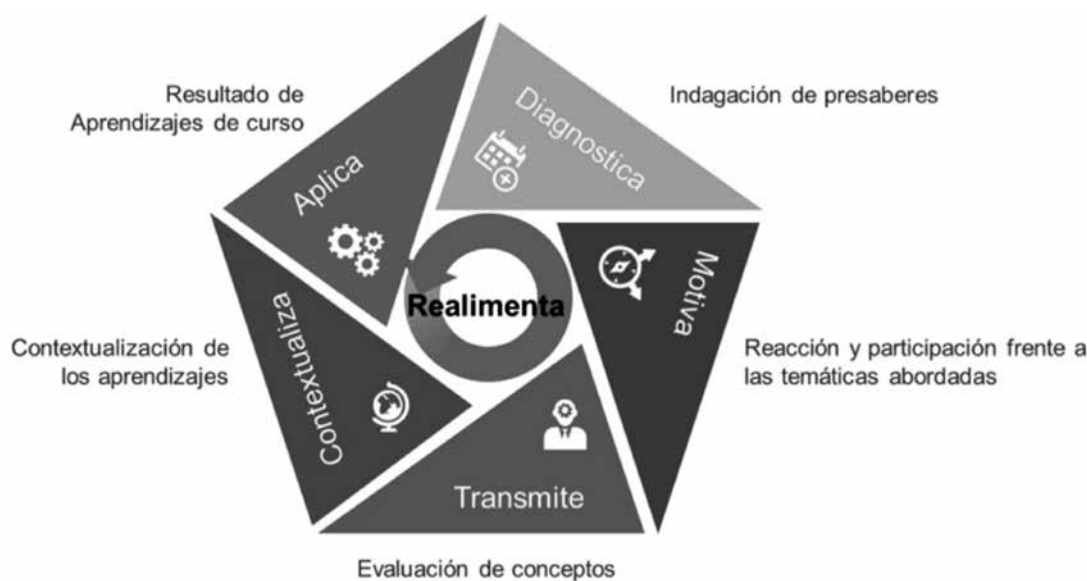 Resultado de
Aprendizajes de curso
Aplica
Diagnostica
Indagación de presaberes
Realimenta
Motiva
Reacción y participación frente a
las temáticas abordadas
Contextualización de
los aprendizajes
Contextualiza
Transmite
Evaluación de conceptos